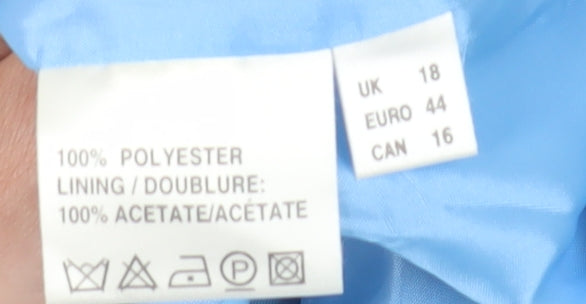 100% POLYESTER
LINING / DOUBLURE:
100% ACETATE/ACÉTATE
P
UK 18
EURO 44
CAN 16